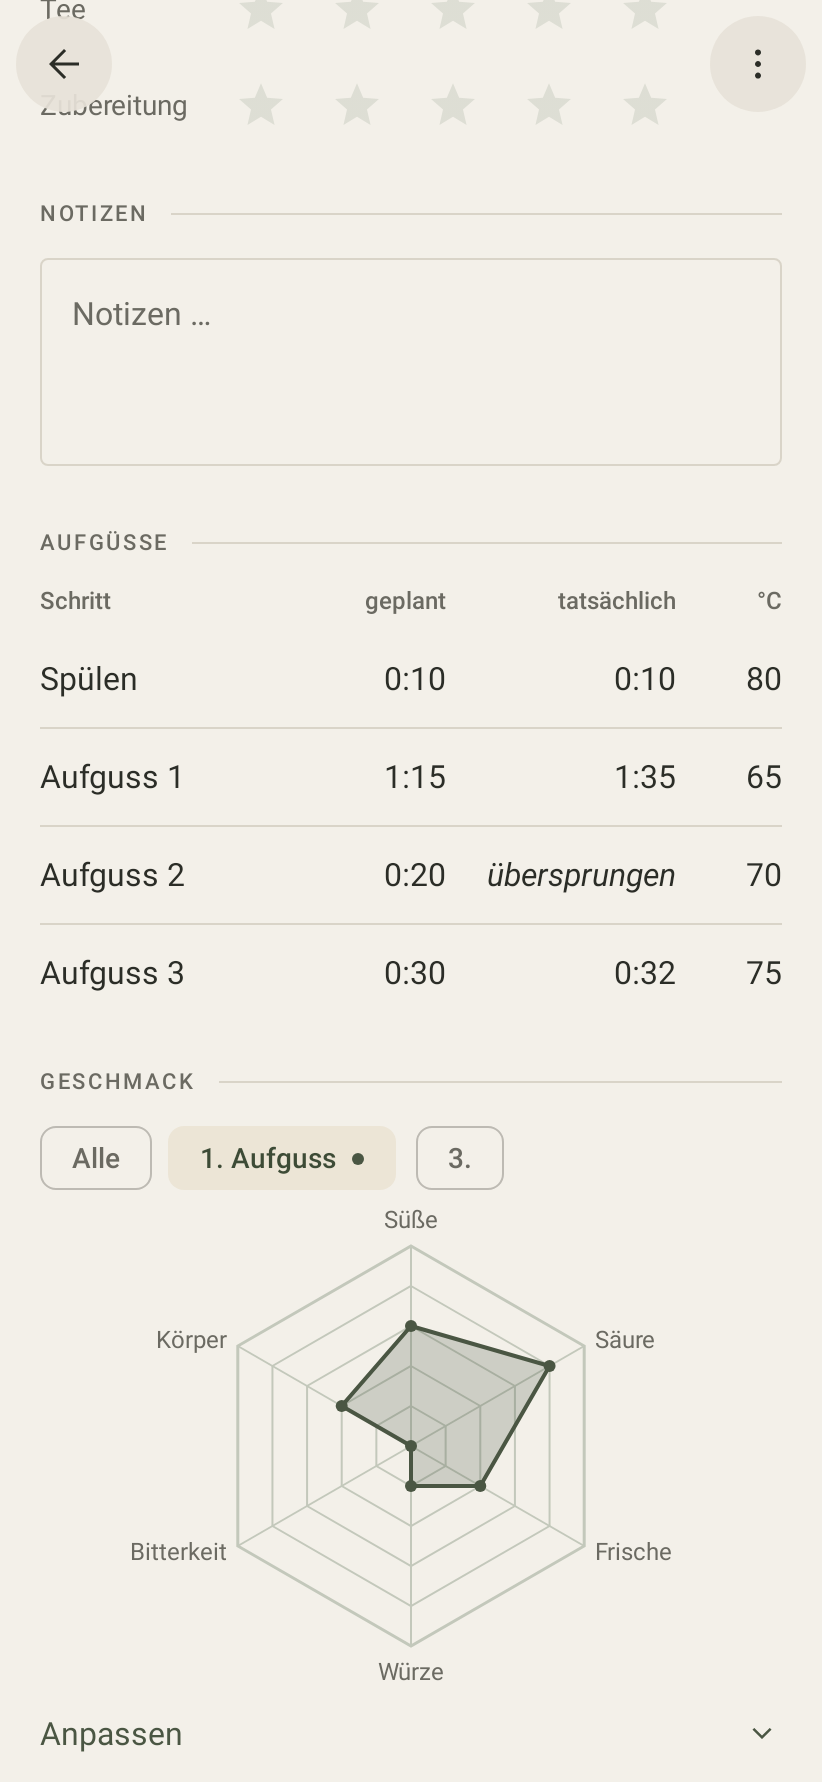 Tee
Zubereitung
NOTIZEN
Notizen …
AUFGÜSSE
Schritt geplant tatsächlich °C
Spülen 0:10 0:10 80
Aufguss 1 1:15 1:35 65
Aufguss 2 0:20 übersprungen 70
Aufguss 3 0:30 0:32 75
GESCHMACK
Alle 1. Aufguss • 3.
Süße
Körper Säure
Bitterkeit Frische
Würze
Anpassen